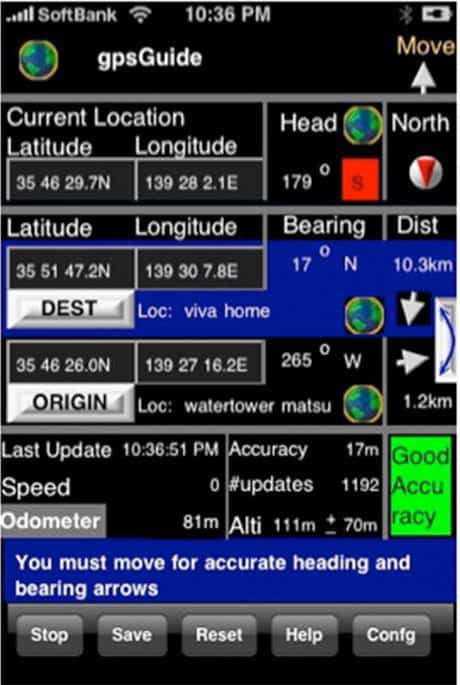 SoftBank 10:36 PM
gpsGuide
Move
Current Location Head North
Latitude Longitude
35 46 29.7N 139 28 2.1E 179 ° S
Latitude Longitude Bearing Dist
35 51 47.2N 139 30 7.8E 17 ° N 10.3km
DEST Loc: viva home
35 46 26.0N 139 27 16.2E 265 ° W
ORIGIN Loc: watertower matsu 1.2km
Last Update 10:36:51 PM Accuracy 17m Good
Speed 0 #updates 1192 Accu
Odometer 81m Alti 111m ± 70m racy
You must move for accurate heading and
bearing arrows
Stop Save Reset Help Confg